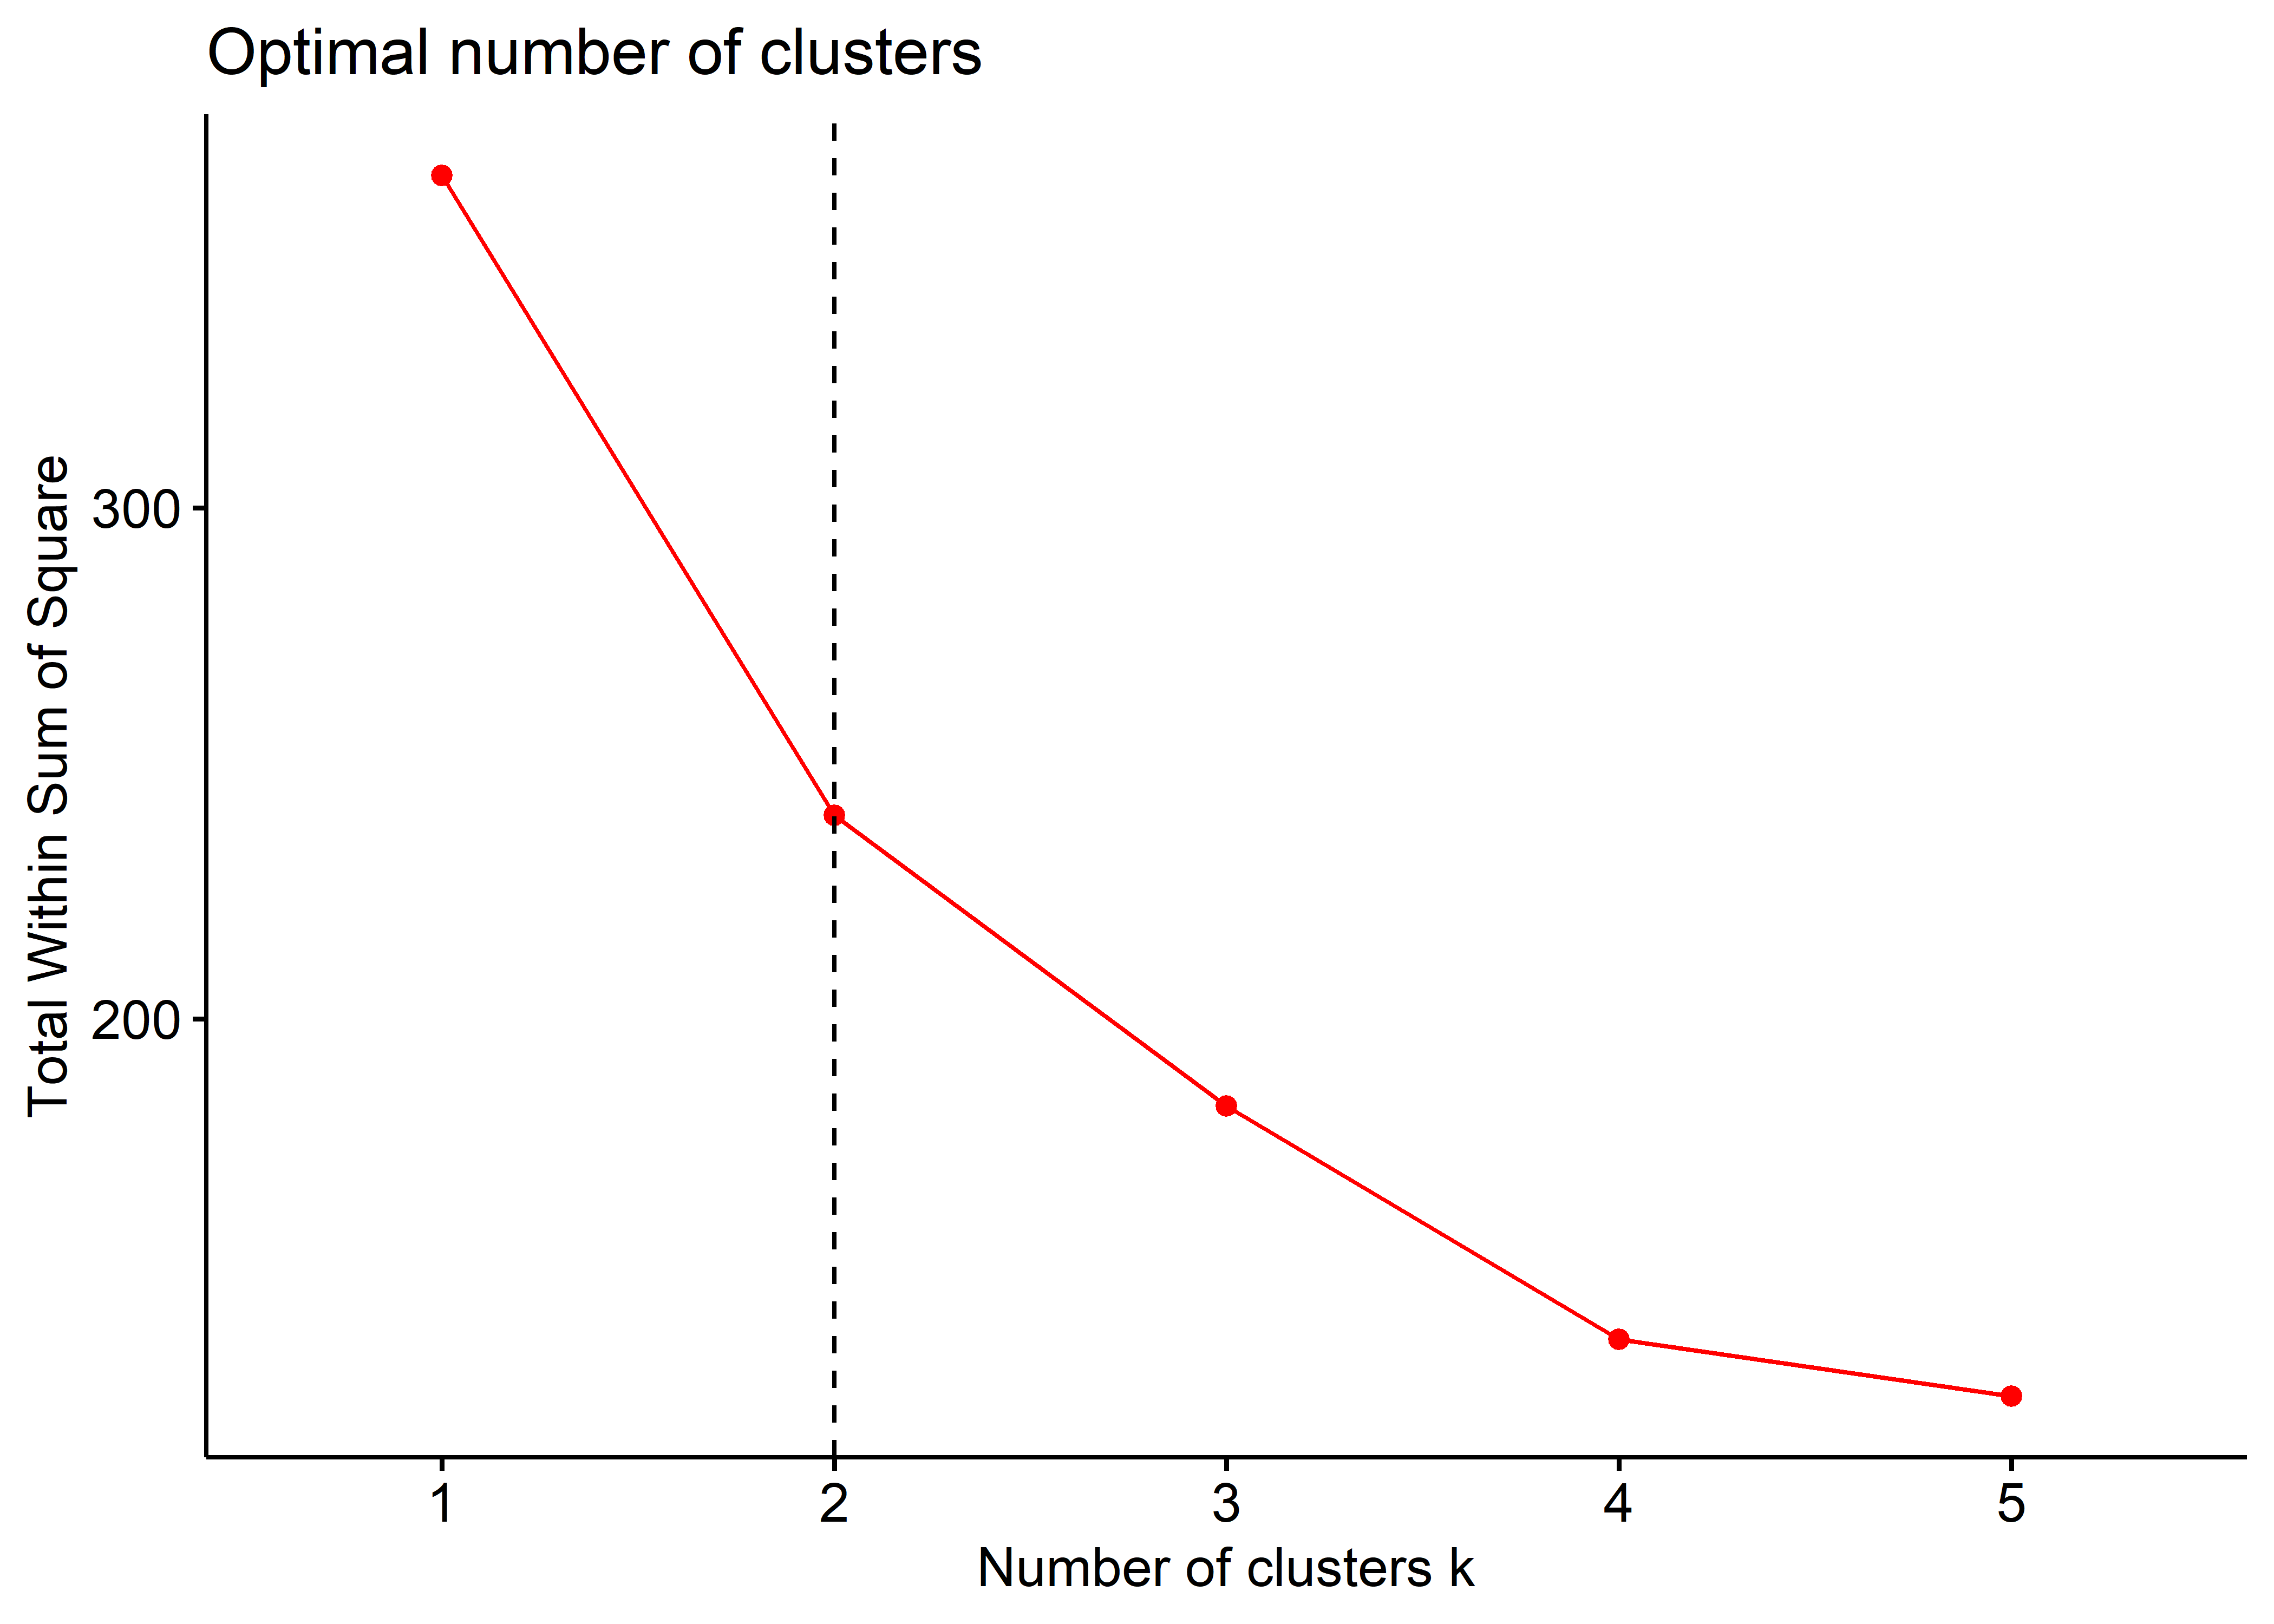 Optimal number of clusters
Total Within Sum of Square
300
200
1 2 3 4 5
Number of clusters k